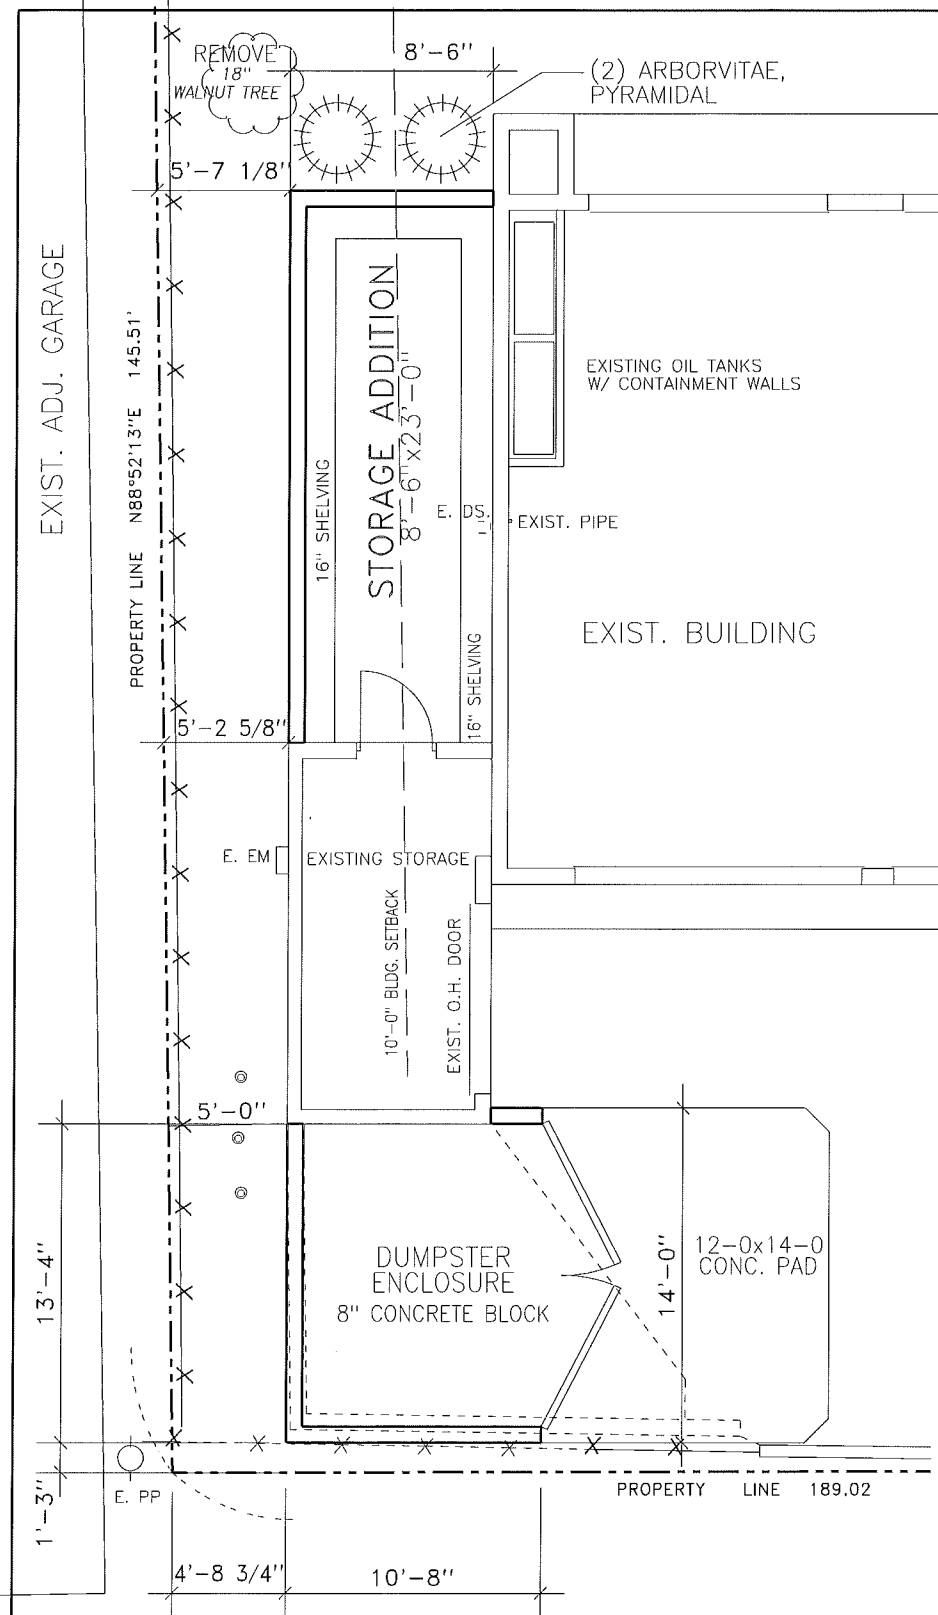 REMOVE
18"
WALNUT TREE
8'-6"
(2) ARBORVITAE,
PYRAMIDAL
5'-7 1/8"
EXIST. ADJ. GARAGE
PROPERTY LINE N88°52'13"E 145.51'
STORAGE ADDITION
8'-6"x23'-0"
16" SHELVING
EXISTING OIL TANKS
W/ CONTAINMENT WALLS
E. DS.
EXIST. PIPE
EXIST. BUILDING
16" SHELVING
5'-2 5/8"
E. EM
EXISTING STORAGE
10'-0" BLDG. SETBACK
EXIST. O.H. DOOR
5'-0"
13'-4"
DUMPSTER
ENCLOSURE
8" CONCRETE BLOCK
14'-0"
12-0x14-0
CONC. PAD
1'-3"
E. PP
PROPERTY LINE 189.02
4'-8 3/4"
10'-8"